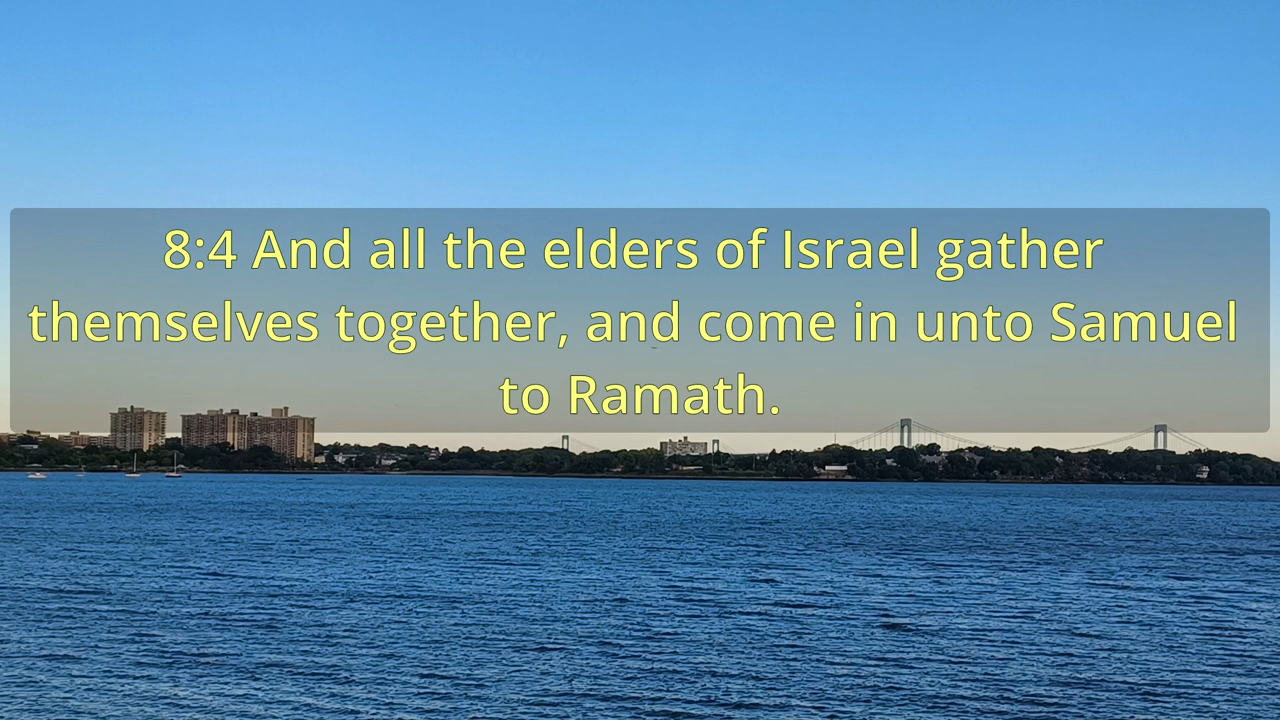 8:4 And all the elders of Israel gather
themselves together, and come in unto Samuel
to Ramath.